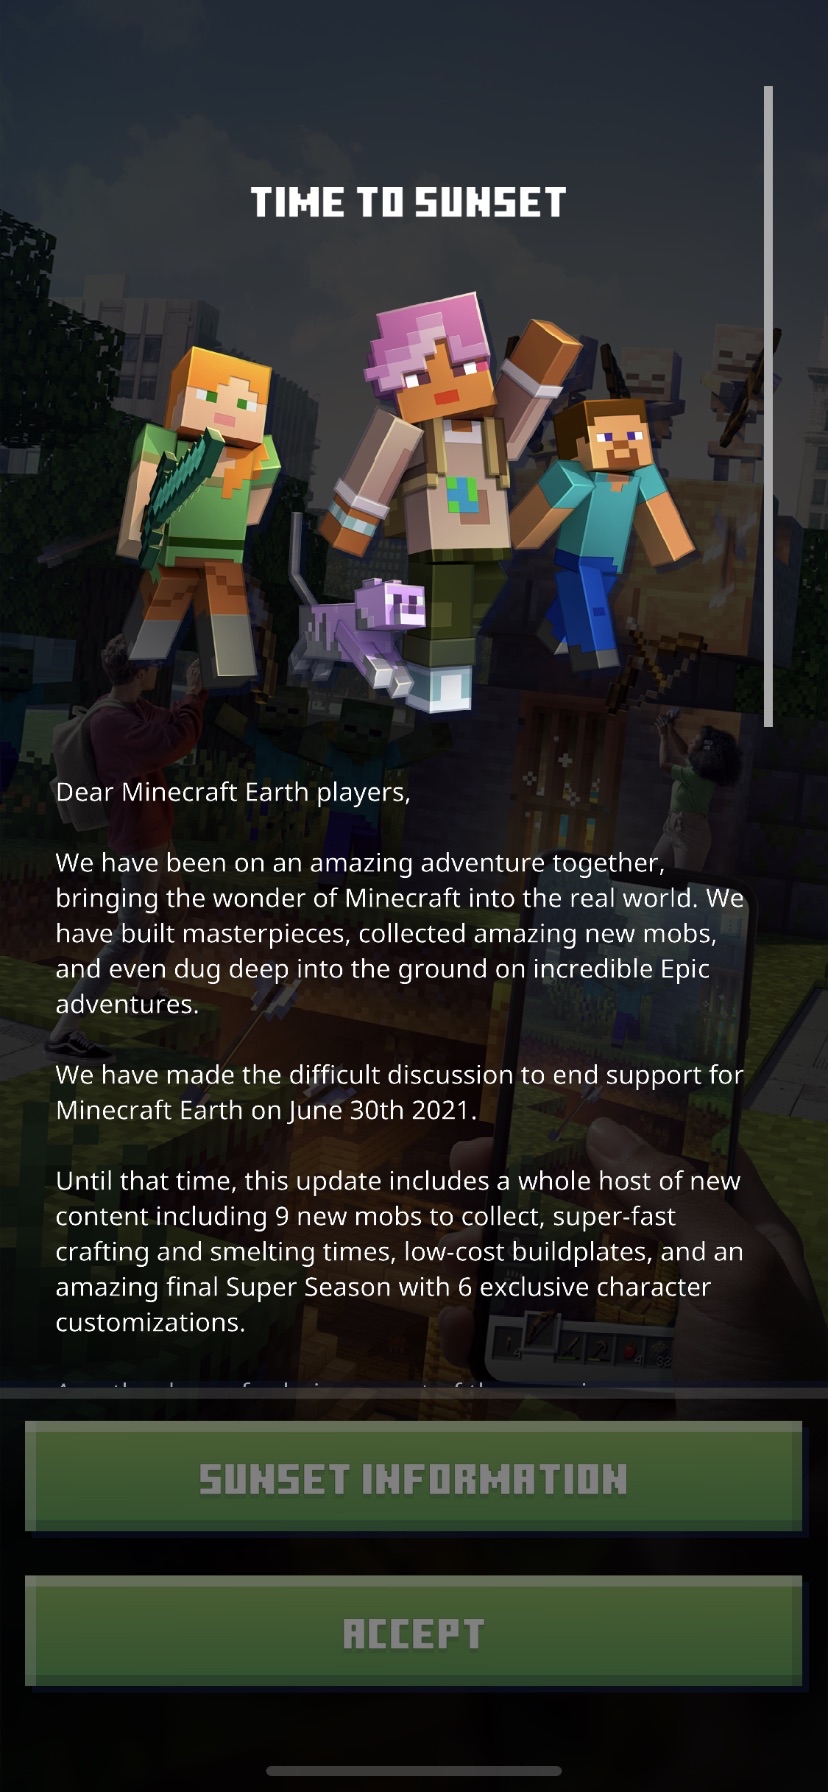 TIME TO SUNSET
Dear Minecraft Earth players,
We have been on an amazing adventure together,
bringing the wonder of Minecraft into the real world. We
have built masterpieces, collected amazing new mobs,
and even dug deep into the ground on incredible Epic
adventures.
We have made the difficult discussion to end support for
Minecraft Earth on June 30th 2021.
Until that time, this update includes a whole host of new
content including 9 new mobs to collect, super-fast
crafting and smelting times, low-cost buildplates, and an
amazing final Super Season with 6 exclusive character
customizations.
SUNSET INFORMATION
ACCEPT